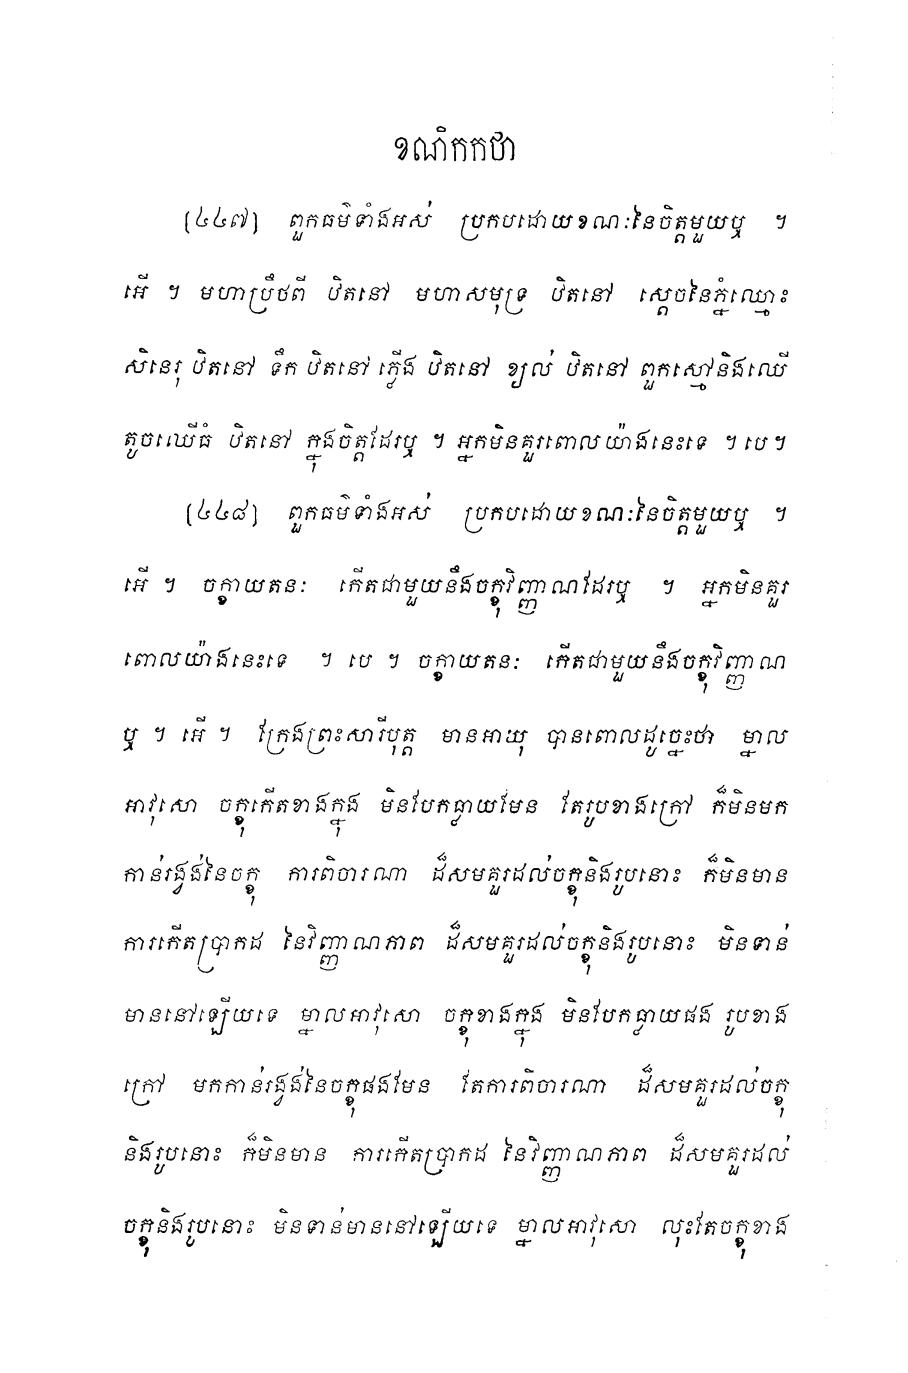 ខណិកកថា
[៤៤៧] ពួកធម៌ទាំងអស់ ប្រកបដោយខណៈនៃចិត្តមួយឬ ។
អើ ។ មហាប្រឹថពី ឋិតនៅ មហាសមុទ្រ ឋិតនៅ ស្តេចនៃភ្នំឈ្មោះ
សិនេរុ ឋិតនៅ ទឹក ឋិតនៅ ភ្លើង ឋិតនៅ ខ្យល់ ឋិតនៅ ពួកស្មៅនិងឈើ
តូចឈើធំ ឋិតនៅ ក្នុងចិត្តដែរឬ ។ អ្នកមិនគួរពោលយ៉ាងនេះទេ ។ បេ។
[៤៤៨] ពួកធម៌ទាំងអស់ ប្រកបដោយខណៈនៃចិត្តមួយឬ ។
អើ ។ ចក្ខាយតនៈ កើតជាមួយនឹងចក្ខុវិញ្ញាណដែរឬ ។ អ្នកមិនគួរ
ពោលយ៉ាងនេះទេ ។ បេ ។ ចក្ខាយតនៈ កើតជាមួយនឹងចក្ខុវិញ្ញាណ
ឬ ។ អើ ។ ក្រែងព្រះសារីបុត្ត មានអាយុ បានពោលដូច្នេះថា ម្នាល
អាវុសោ ចក្ខុកើតខាងក្នុង មិនបែកធ្លាយមែន តែរូបខាងក្រៅ ក៏មិនមក
កាន់រង្វង់នៃចក្ខុ ការពិចារណា ដ៏សមគួរដល់ចក្ខុនិងរូបនោះ ក៏មិនមាន
ការកើតប្រាកដ នៃវិញ្ញាណភាព ដ៏សមគួរដល់ចក្ខុនិងរូបនោះ មិនទាន់
មាននៅឡើយទេ ម្នាលអាវុសោ ចក្ខុខាងក្នុង មិនបែកធ្លាយផង រូបខាង
ក្រៅ មកកាន់រង្វង់នៃចក្ខុផងមែន តែការពិចារណា ដ៏សមគួរដល់ចក្ខុ
និងរូបនោះ ក៏មិនមាន ការកើតប្រាកដ នៃវិញ្ញាណភាព ដ៏សមគួរដល់
ចក្ខុនិងរូបនោះ មិនទាន់មាននៅឡើយទេ ម្នាលអាវុសោ លុះតែចក្ខុខាង